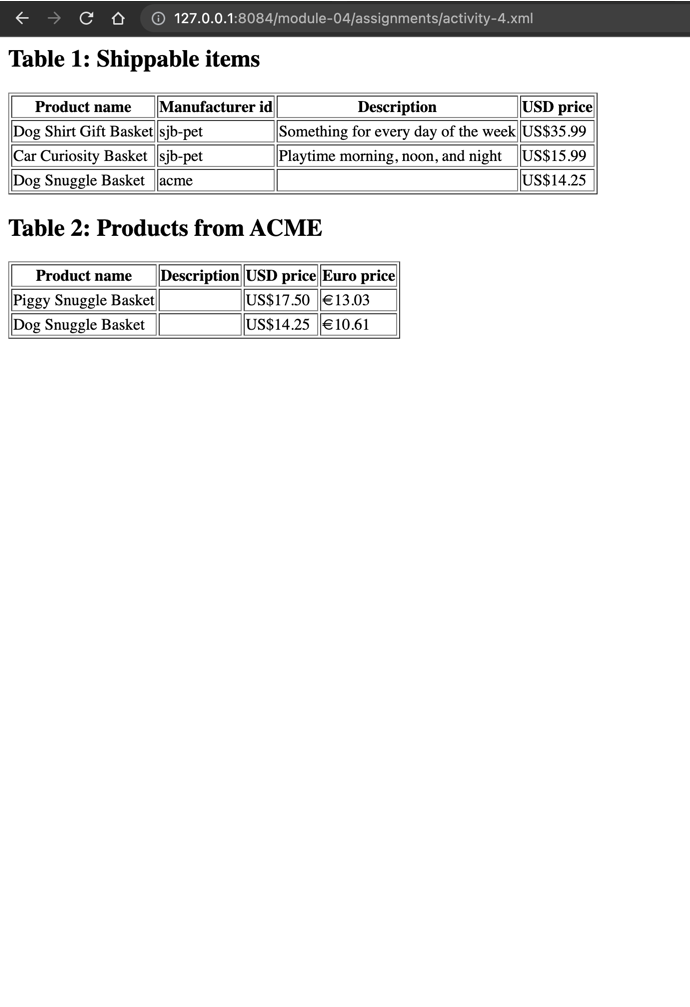 127.0.0.1:8084/module-04/assignments/activity-4.xml
Table 1: Shippable items
Product name Manufacturer id Description USD price
Dog Shirt Gift Basket sjb-pet Something for every day of the week US$35.99
Car Curiosity Basket sjb-pet Playtime morning, noon, and night US$15.99
Dog Snuggle Basket acme US$14.25
Table 2: Products from ACME
Product name Description USD price Euro price
Piggy Snuggle Basket US$17.50 €13.03
Dog Snuggle Basket US$14.25 €10.61